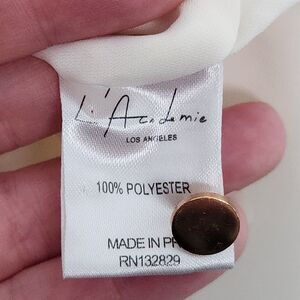 L'Academie
LOS ANGELES
100% POLYESTER
MADE IN PR
RN132829